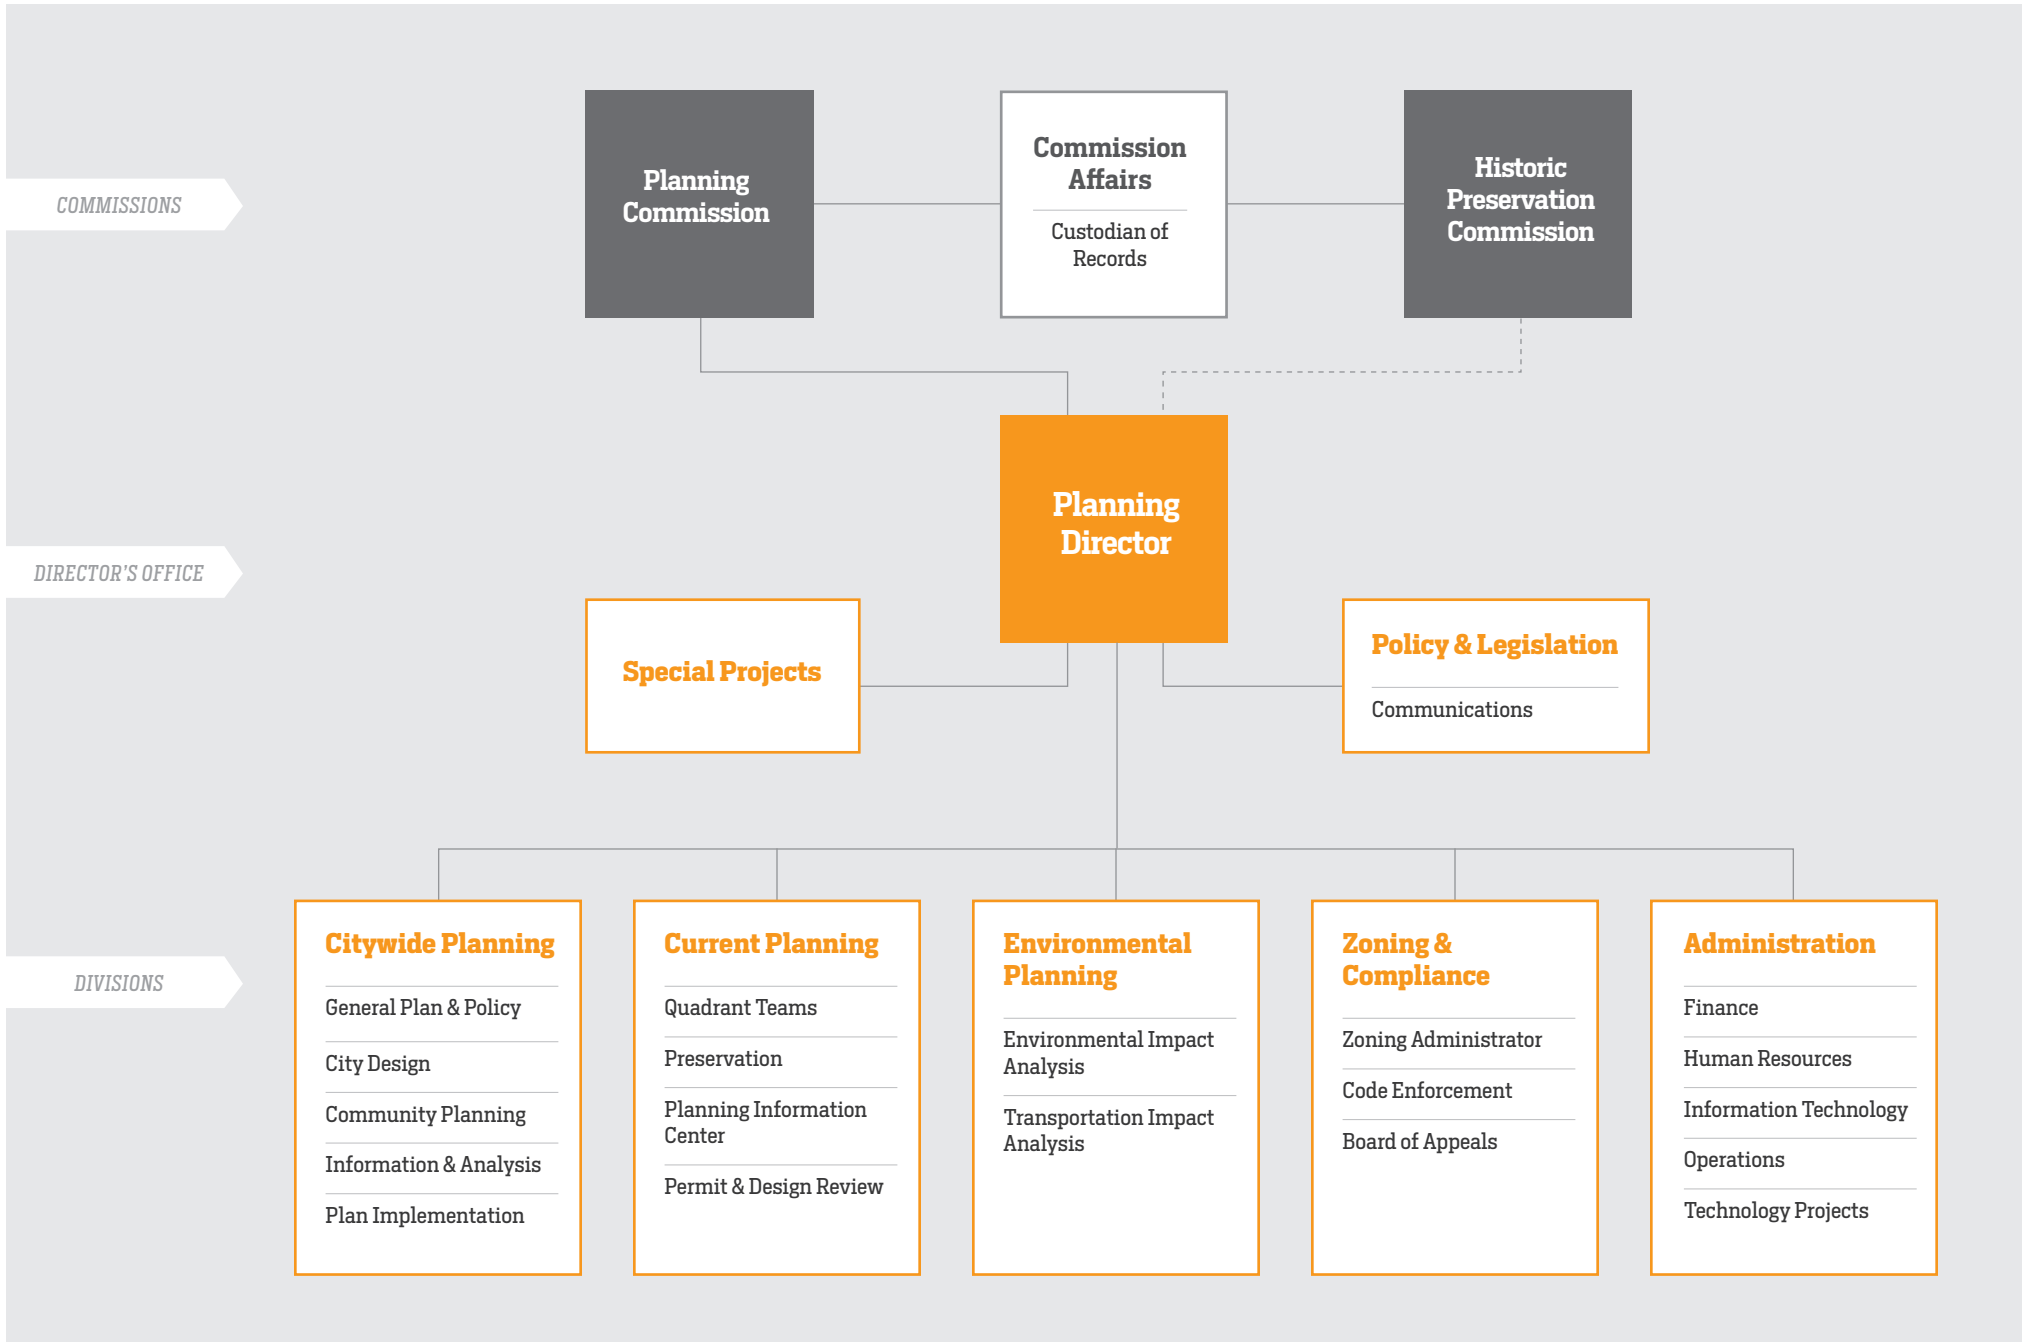 COMMISSIONS
Planning
Commission
Commission
Affairs
Custodian of
Records
Historic
Preservation
Commission
DIRECTOR'S OFFICE
Planning
Director
Special Projects
Policy & Legislation
Communications
DIVISIONS
Citywide Planning
General Plan & Policy
City Design
Community Planning
Information & Analysis
Plan Implementation
Current Planning
Quadrant Teams
Preservation
Planning Information
Center
Permit & Design Review
Environmental
Planning
Environmental Impact
Analysis
Transportation Impact
Analysis
Zoning &
Compliance
Zoning Administrator
Code Enforcement
Board of Appeals
Administration
Finance
Human Resources
Information Technology
Operations
Technology Projects